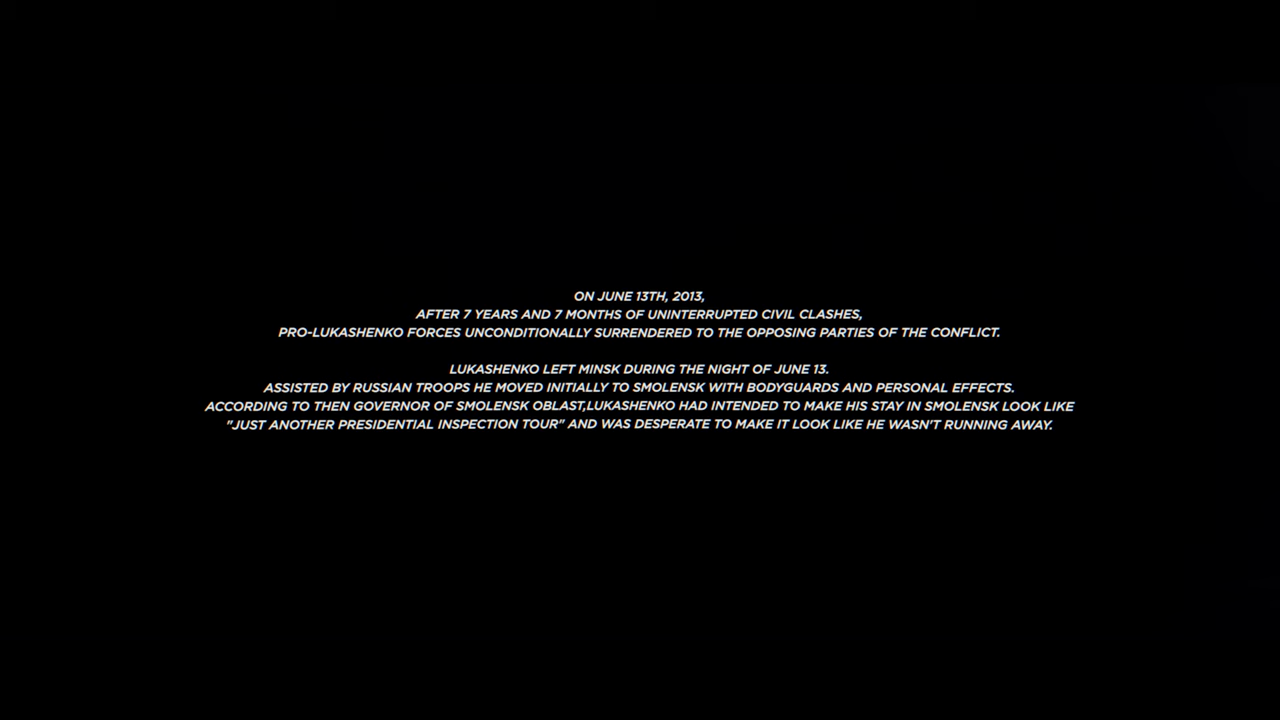 ON JUNE 13TH, 2013,
AFTER 7 YEARS AND 7 MONTHS OF UNINTERRUPTED CIVIL CLASHES,
PRO-LUKASHENKO FORCES UNCONDITIONALLY SURRENDERED TO THE OPPOSING PARTIES OF THE CONFLICT.
LUKASHENKO LEFT MINSK DURING THE NIGHT OF JUNE 13.
ASSISTED BY RUSSIAN TROOPS HE MOVED INITIALLY TO SMOLENSK WITH BODYGUARDS AND PERSONAL EFFECTS.
ACCORDING TO THEN GOVERNOR OF SMOLENSK OBLAST,LUKASHENKO HAD INTENDED TO MAKE HIS STAY IN SMOLENSK LOOK LIKE
"JUST ANOTHER PRESIDENTIAL INSPECTION TOUR" AND WAS DESPERATE TO MAKE IT LOOK LIKE HE WASN'T RUNNING AWAY.